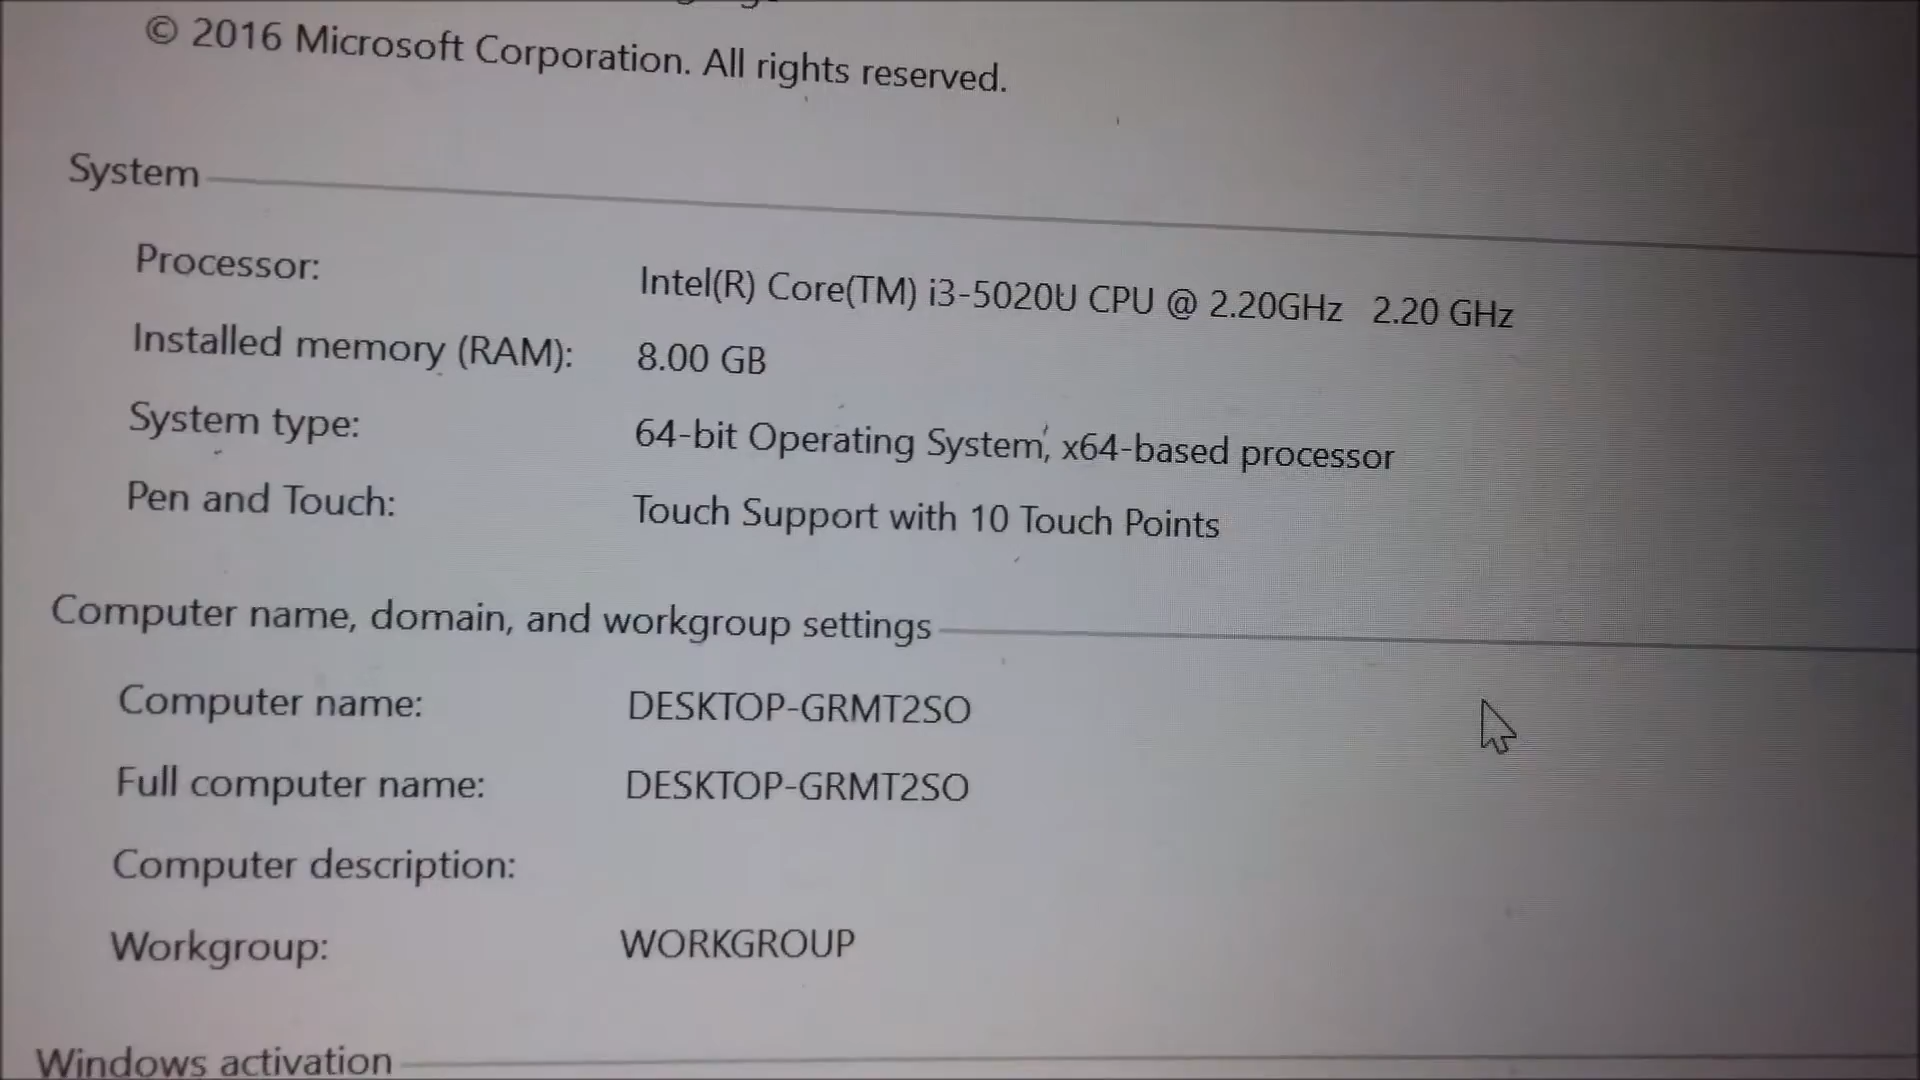 © 2016 Microsoft Corporation. All rights reserved.
System
Processor: Intel(R) Core(TM) i3-5020U CPU @ 2.20GHz 2.20 GHz
Installed memory (RAM): 8.00 GB
System type: 64-bit Operating System, x64-based processor
Pen and Touch: Touch Support with 10 Touch Points
Computer name, domain, and workgroup settings
Computer name: DESKTOP-GRMT2SO
Full computer name: DESKTOP-GRMT2SO
Computer description:
Workgroup: WORKGROUP
Windows activation